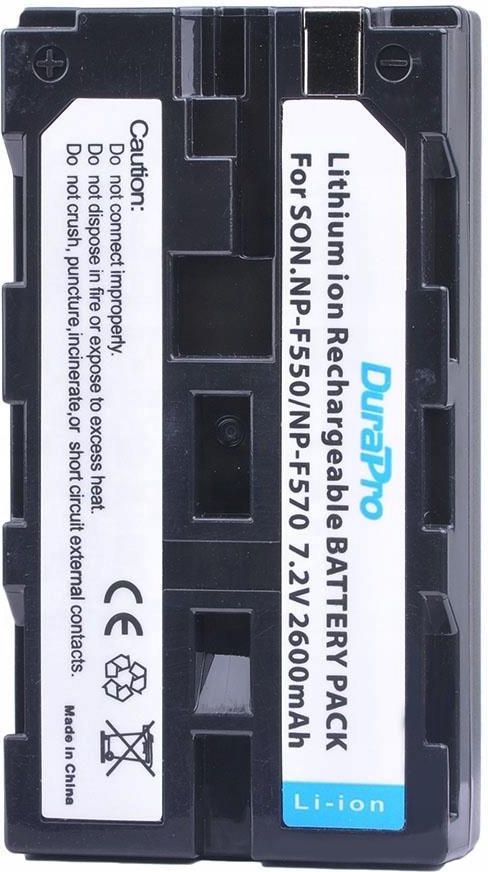 DuraPro
Lithium ion Rechargeable BATTERY PACK
For SON.NP-F550/NP-F570 7.2V 2600mAh
Li-ion
Caution:
Do not connect improperly.
Do not dispose in fire or expose to excess heat.
Do not crush, puncture,incinerate,or short circuit external contacts.
CE
Made in China